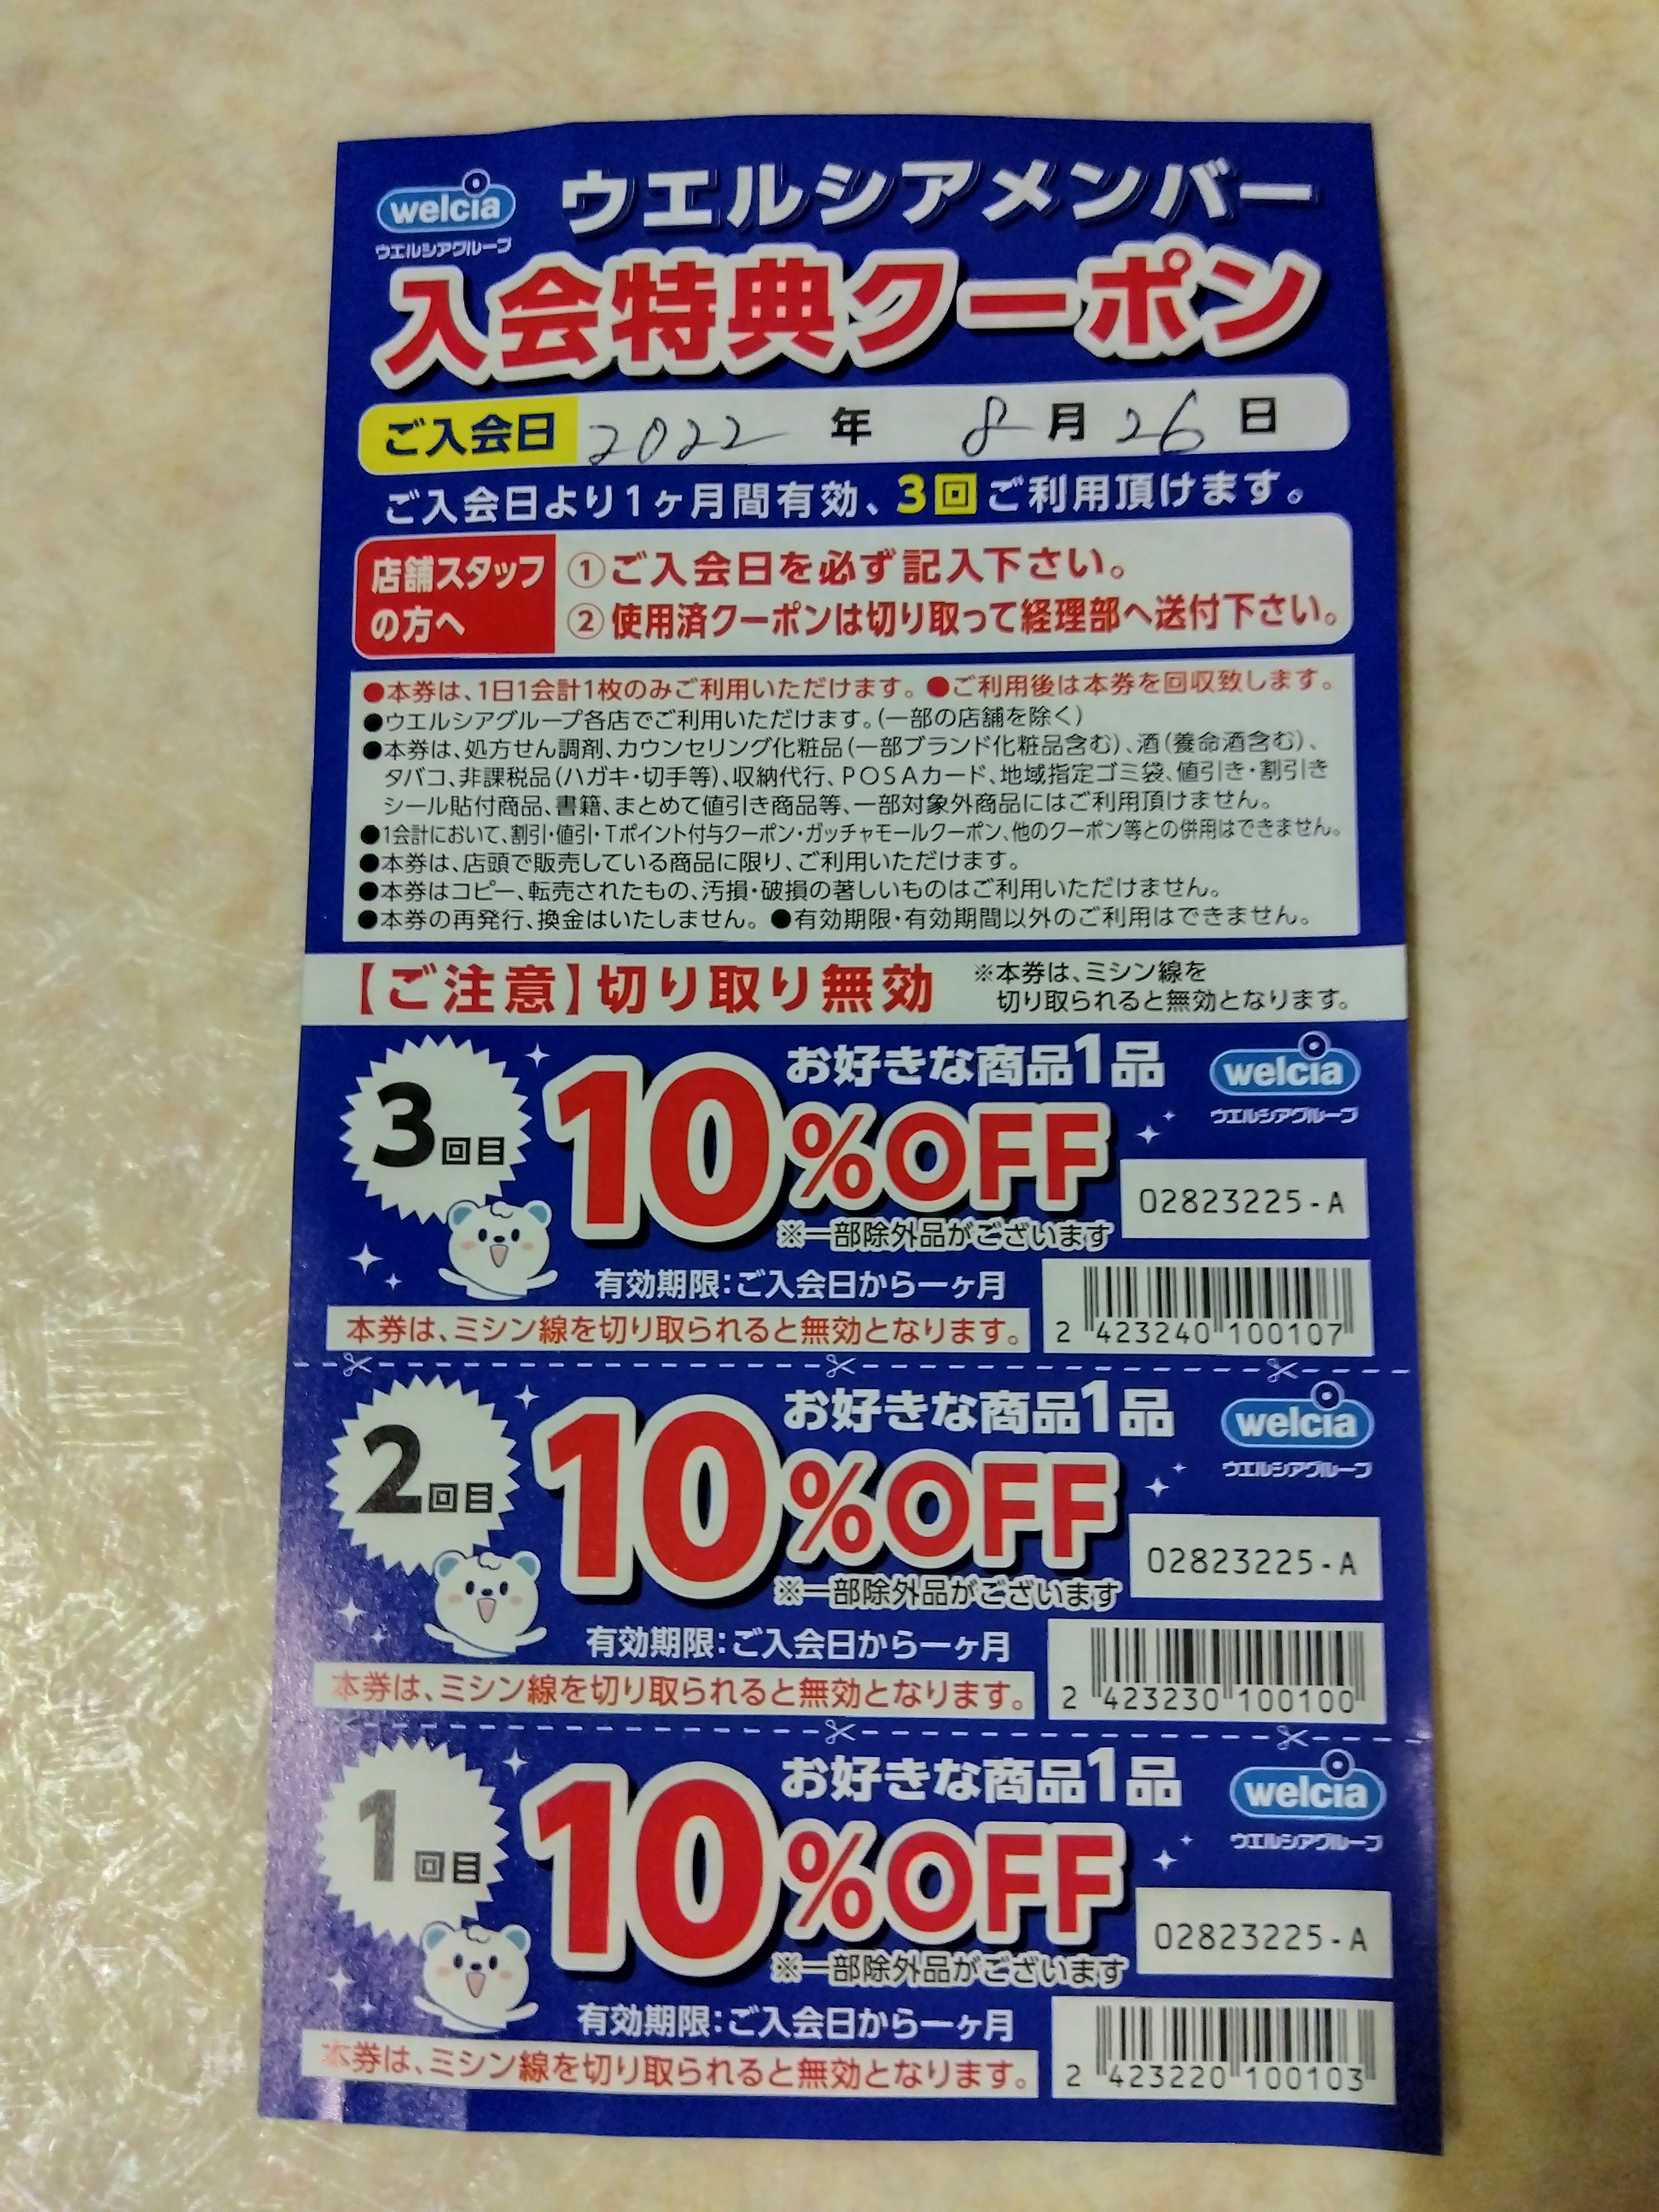 welcia
ウエルシアグループ
ウエルシアメンバー
入会特典クーポン
ご入会日 2022 年 8 月 26 日
ご入会日より1ヶ月間有効、3回ご利用頂けます。
店舗スタッフの方へ
①ご入会日を必ず記入下さい。
②使用済クーポンは切り取って経理部へ送付下さい。
●本券は、1日1会計1枚のみご利用いただけます。●ご利用後は本券を回収致します。
●ウエルシアグループ各店でご利用いただけます。(一部の店舗を除く)
●本券は、処方せん調剤、カウンセリング化粧品(一部ブランド化粧品含む)、酒(養命酒含む)、
タバコ、非課税品(ハガキ・切手等)、収納代行、POSAカード、地域指定ゴミ袋、値引き・割引き
シール貼付商品、書籍、まとめて値引き商品等、一部対象外商品にはご利用頂けません。
●1会計において、割引・値引・Tポイント付与クーポン・ガッチャモールクーポン、他のクーポン等との併用はできません。
●本券は、店頭で販売している商品に限り、ご利用いただけます。
●本券はコピー、転売されたもの、汚損・破損の著しいものはご利用いただけません。
●本券の再発行、換金はいたしません。●有効期限・有効期間以外のご利用はできません。
【ご注意】切り取り無効
※本券は、ミシン線を
切り取られると無効となります。
3回目
お好きな商品1品
10%OFF
※一部除外品がございます
welcia
ウエルシアグループ
02823225-A
有効期限:ご入会日から一ヶ月
本券は、ミシン線を切り取られると無効となります。
2 423240 100107
2回目
お好きな商品1品
10%OFF
※一部除外品がございます
welcia
ウエルシアグループ
02823225-A
有効期限:ご入会日から一ヶ月
本券は、ミシン線を切り取られると無効となります。
2 423230 100100
1回目
お好きな商品1品
10%OFF
※一部除外品がございます
welcia
ウエルシアグループ
02823225-A
有効期限:ご入会日から一ヶ月
本券は、ミシン線を切り取られると無効となります。
2 423220 100103